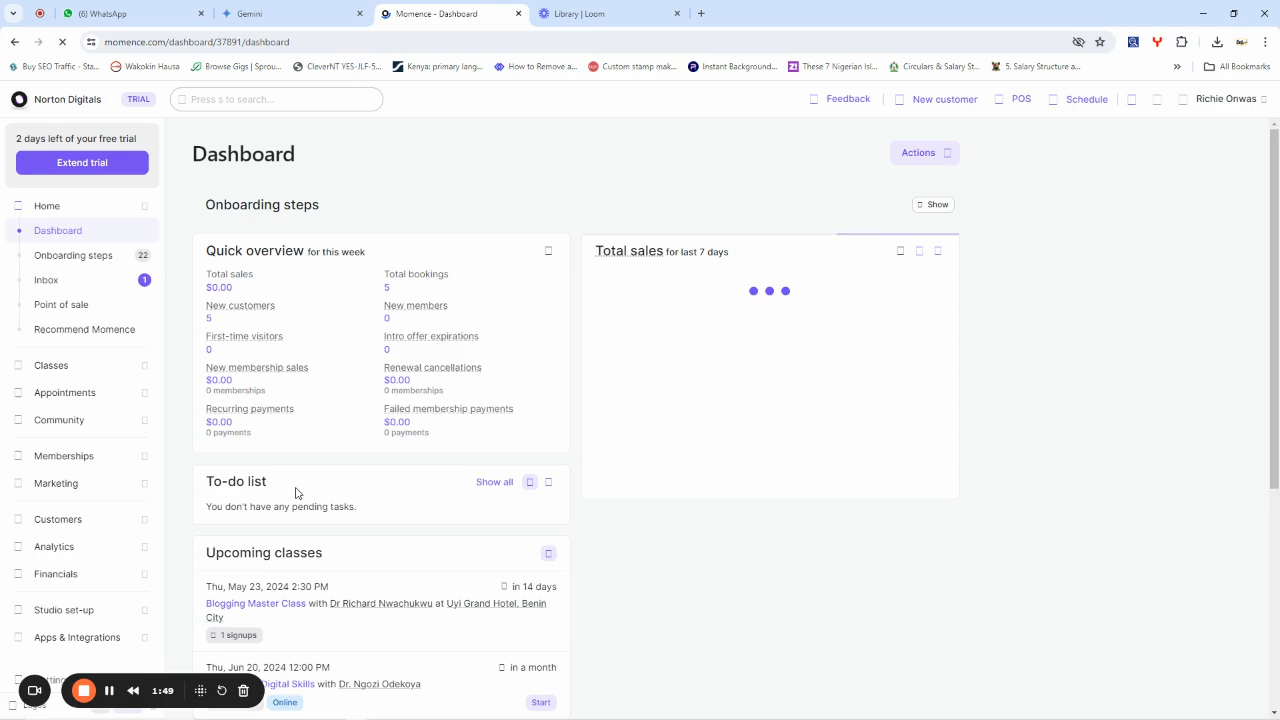 (6) WhatsApp
Gemini
Momence - Dashboard
Library | Loom
momence.com/dashboard/37891/dashboard
Buy SEO Traffic - Sta...
Wakokin Hausa
Browse Gigs | Sprou...
CleverNT YES-JLF-5...
Kenya: primary lang...
How to Remove a...
Custom stamp mak...
Instant Background...
These 7 Nigerian Isl...
Circulars & Salary St...
5. Salary Structure a...
All Bookmarks
Norton Digitals
TRIAL
Press s to search...
Feedback
New customer
POS
Schedule
Richie Onwas
2 days left of your free trial
Extend trial
Home
Dashboard
Onboarding steps
22
Inbox
1
Point of sale
Recommend Momence
Classes
Appointments
Community
Memberships
Marketing
Customers
Analytics
Financials
Studio set-up
Apps & Integrations
Dashboard
Actions
Onboarding steps
Show
Quick overview for this week
Total sales
$0.00
Total bookings
5
New customers
5
New members
0
First-time visitors
0
Intro offer expirations
0
New membership sales
$0.00
0 memberships
Renewal cancellations
$0.00
0 memberships
Recurring payments
$0.00
0 payments
Failed membership payments
$0.00
0 payments
Total sales for last 7 days
To-do list
Show all
You don't have any pending tasks.
Upcoming classes
Thu, May 23, 2024 2:30 PM
in 14 days
Blogging Master Class with Dr Richard Nwachukwu at Uyi Grand Hotel, Benin
City
1 signups
Thu, Jun 20, 2024 12:00 PM
in a month
Digital Skills with Dr. Ngozi Odekoya
Online
Start
1:49